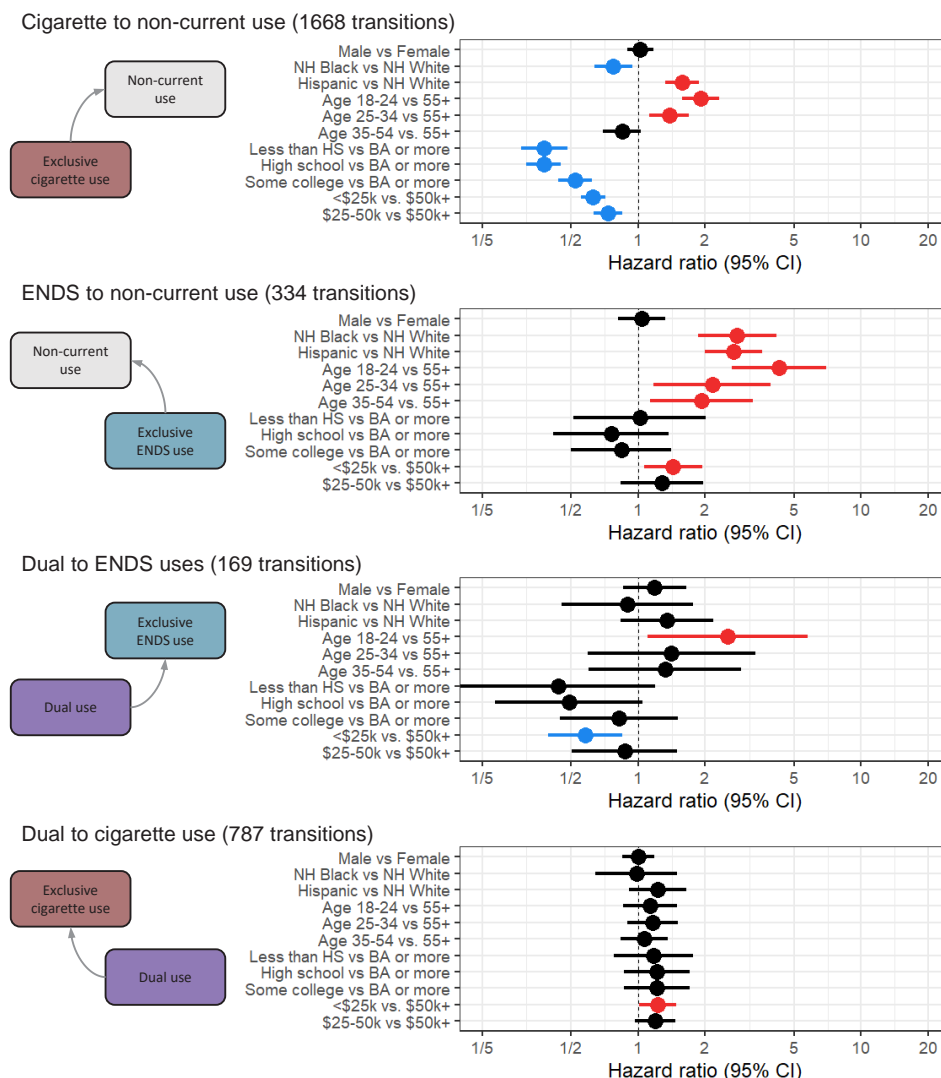 Cigarette to non-current use (1668 transitions)
Non-current
use
Exclusive
cigarette use
Male vs Female
NH Black vs NH White
Hispanic vs NH White
Age 18-24 vs 55+
Age 25-34 vs 55+
Age 35-54 vs. 55+
Less than HS vs BA or more
High school vs BA or more
Some college vs BA or more
<$25k vs. $50k+
$25-50k vs $50k+
1/5 1/2 1 2 5 10 20
Hazard ratio (95% CI)
ENDS to non-current use (334 transitions)
Non-current
use
Exclusive
ENDS use
Male vs Female
NH Black vs NH White
Hispanic vs NH White
Age 18-24 vs 55+
Age 25-34 vs 55+
Age 35-54 vs. 55+
Less than HS vs BA or more
High school vs BA or more
Some college vs BA or more
<$25k vs. $50k+
$25-50k vs $50k+
1/5 1/2 1 2 5 10 20
Hazard ratio (95% CI)
Dual to ENDS uses (169 transitions)
Exclusive
ENDS use
Dual use
Male vs Female
NH Black vs NH White
Hispanic vs NH White
Age 18-24 vs 55+
Age 25-34 vs 55+
Age 35-54 vs. 55+
Less than HS vs BA or more
High school vs BA or more
Some college vs BA or more
<$25k vs. $50k+
$25-50k vs $50k+
1/5 1/2 1 2 5 10 20
Hazard ratio (95% CI)
Dual to cigarette use (787 transitions)
Exclusive
cigarette use
Dual use
Male vs Female
NH Black vs NH White
Hispanic vs NH White
Age 18-24 vs 55+
Age 25-34 vs 55+
Age 35-54 vs. 55+
Less than HS vs BA or more
High school vs BA or more
Some college vs BA or more
<$25k vs. $50k+
$25-50k vs $50k+
1/5 1/2 1 2 5 10 20
Hazard ratio (95% CI)